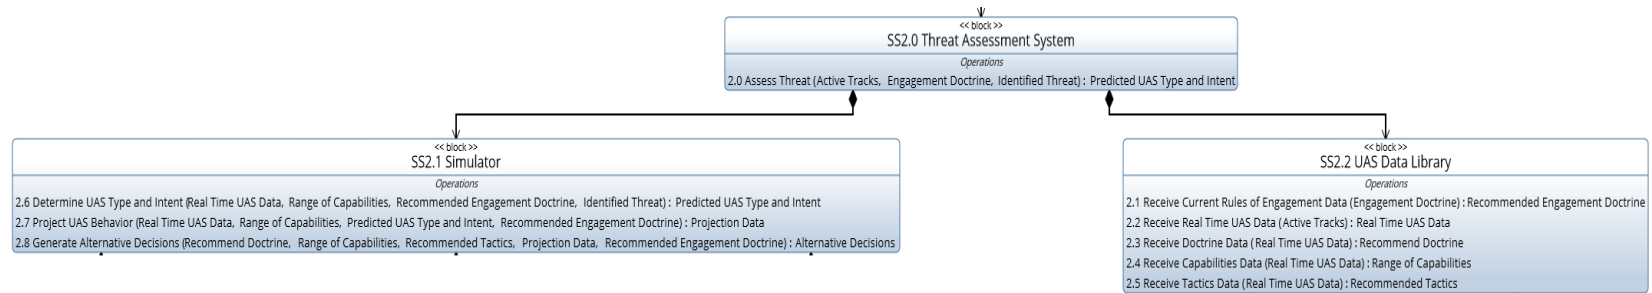 << block >>
SS2.0 Threat Assessment System
Operations
2.0 Assess Threat (Active Tracks, Engagement Doctrine, Identified Threat) : Predicted UAS Type and Intent
<< block >>
SS2.1 Simulator
Operations
2.6 Determine UAS Type and Intent (Real Time UAS Data, Range of Capabilities, Recommended Engagement Doctrine, Identified Threat) : Predicted UAS Type and Intent
2.7 Project UAS Behavior (Real Time UAS Data, Range of Capabilities, Predicted UAS Type and Intent, Recommended Engagement Doctrine) : Projection Data
2.8 Generate Alternative Decisions (Recommend Doctrine, Range of Capabilities, Recommended Tactics, Projection Data, Recommended Engagement Doctrine) : Alternative Decisions
<< block >>
SS2.2 UAS Data Library
Operations
2.1 Receive Current Rules of Engagement Data (Engagement Doctrine) : Recommended Engagement Doctrine
2.2 Receive Real Time UAS Data (Active Tracks) : Real Time UAS Data
2.3 Receive Doctrine Data (Real Time UAS Data) : Recommend Doctrine
2.4 Receive Capabilities Data (Real Time UAS Data) : Range of Capabilities
2.5 Receive Tactics Data (Real Time UAS Data) : Recommended Tactics